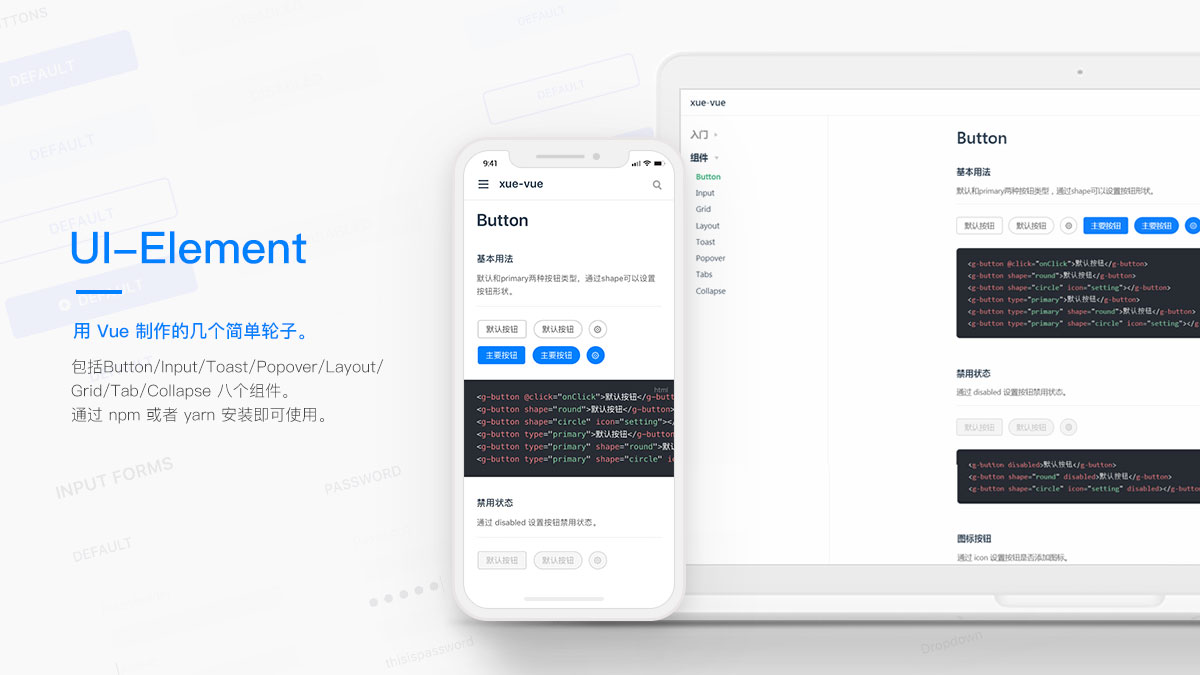 UI-Element
用 Vue 制作的几个简单轮子。
包括Button/Input/Toast/Popover/Layout/
Grid/Tab/Collapse 八个组件。
通过 npm 或者 yarn 安装即可使用。
BUTTONS
DEFAULT
DEFAULT
DEFAULT
DEFAULT
DISABLED
DEFAULT
DEFAULT
INPUT FORMS
PASSWORD
DEFAULT
thisispassword
Dropdown
9:41
xue-vue
Button
基本用法
默认和primary两种按钮类型，通过shape可以设置
按钮形状。
默认按钮 默认按钮
主要按钮 主要按钮
html
<g-button @click="onClick">默认按钮</g-butt
<g-button shape="round">默认按钮</g-button>
<g-button shape="circle" icon="setting"></
<g-button type="primary">默认按钮</g-button
<g-button type="primary" shape="round">默认
<g-button type="primary" shape="circle" i
禁用状态
通过 disabled 设置按钮禁用状态。
默认按钮 默认按钮
xue-vue
入门
组件
Button
Input
Grid
Layout
Toast
Popover
Tabs
Collapse
Button
基本用法
默认和primary两种按钮类型，通过shape可以设置按钮形状。
默认按钮 默认按钮 主要按钮 主要按钮
<g-button @click="onClick">默认按钮</g-button>
<g-button shape="round">默认按钮</g-button>
<g-button shape="circle" icon="setting"></g-button>
<g-button type="primary">默认按钮</g-button>
<g-button type="primary" shape="round">默认按钮</g-button>
<g-button type="primary" shape="circle" icon="setting"></g
禁用状态
通过 disabled 设置按钮禁用状态。
默认按钮 默认按钮
<g-button disabled>默认按钮</g-button>
<g-button shape="round" disabled>默认按钮</g-button>
<g-button shape="circle" icon="setting" disabled></g-button
图标按钮
通过 icon 设置按钮是否添加图标。